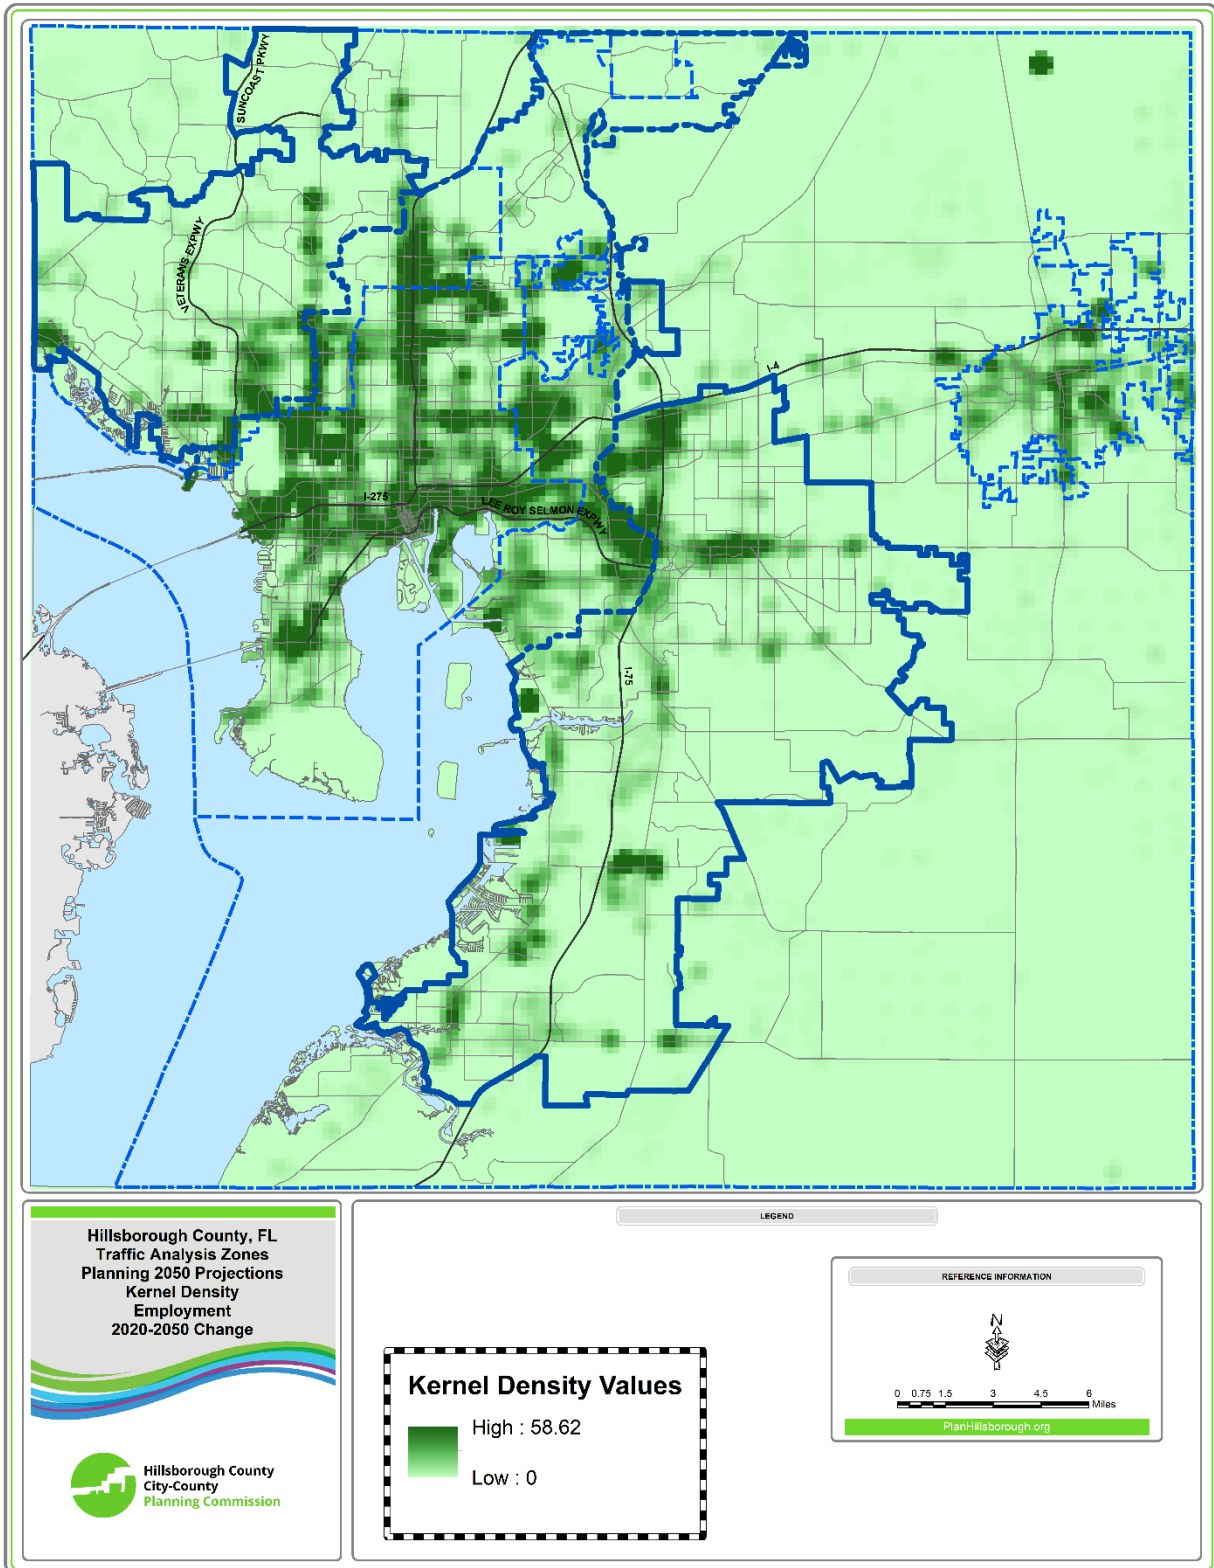 SUNCOAST PKWY
VETERANS EXPWY
I-4
I-275
LEE ROY SELMON EXPWY
I-75
Hillsborough County, FL
Traffic Analysis Zones
Planning 2050 Projections
Kernel Density
Employment
2020-2050 Change
Hillsborough County
City-County
Planning Commission
LEGEND
Kernel Density Values
High : 58.62
Low : 0
REFERENCE INFORMATION
N
0 0.75 1.5 3 4.5 6
Miles
PlanHillsborough.org